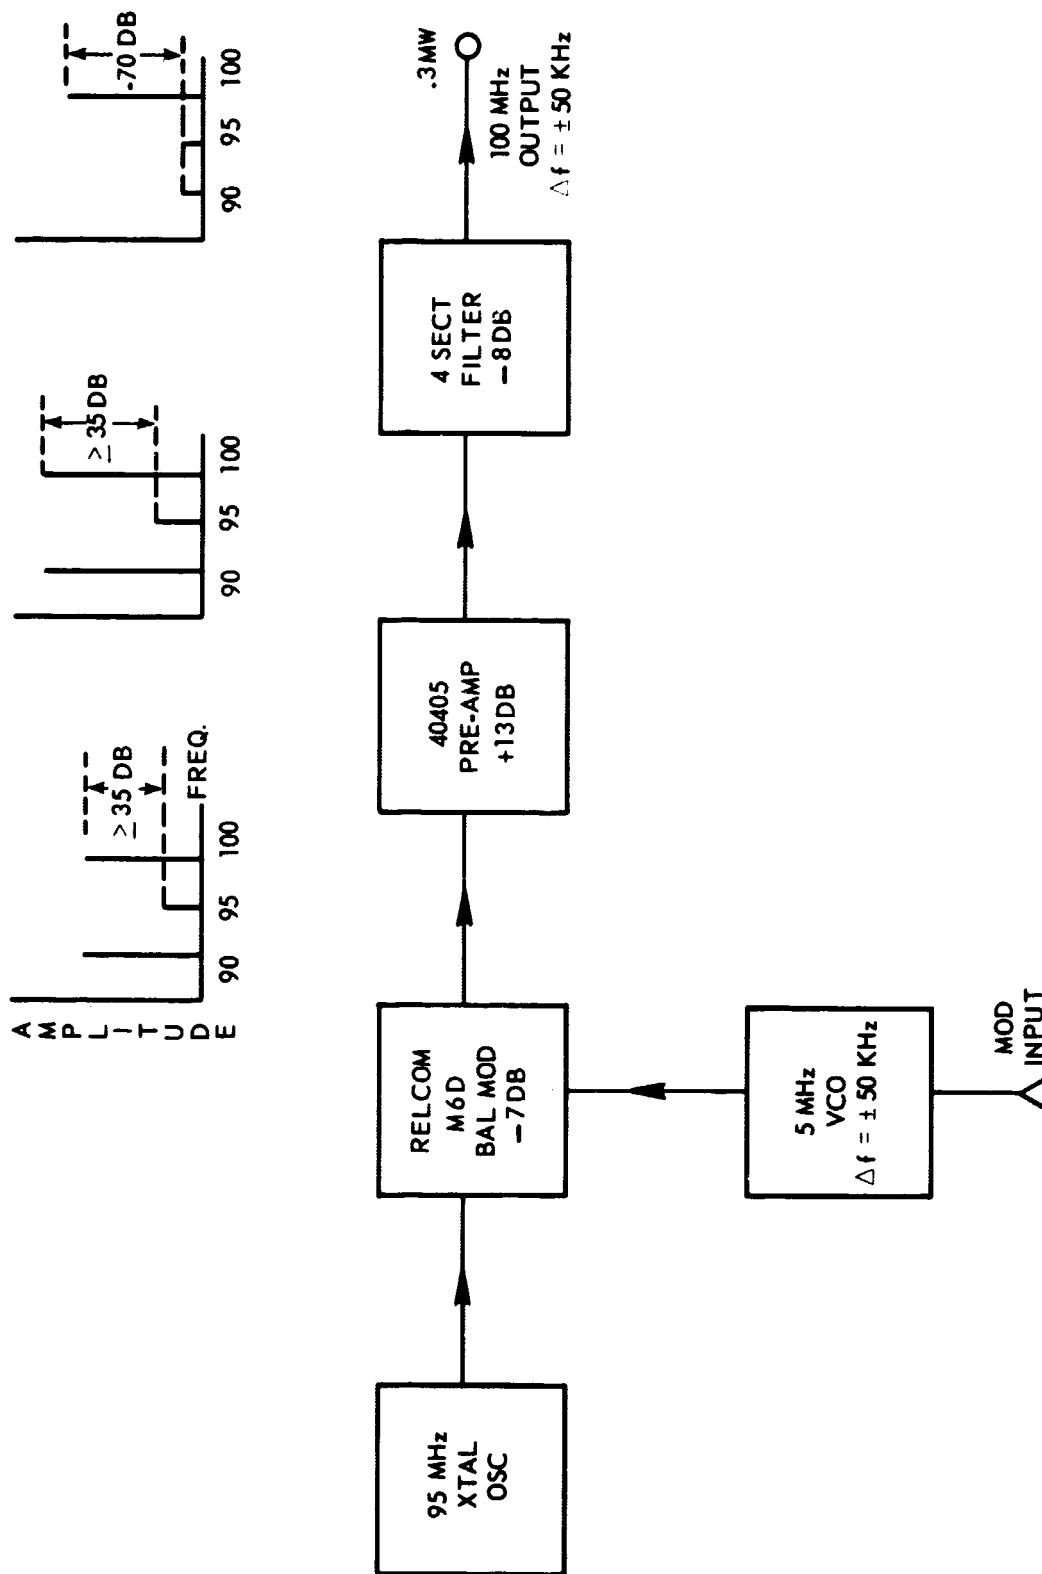 AMPLITUDE
≥35 DB
FREQ.
90 95 100
≥ 35 DB
90 95 100
-70 DB
90 95 100
95 MHz
XTAL
OSC
RELCOM
M6D
BAL MOD
−7DB
40405
PRE-AMP
+13DB
4 SECT
FILTER
−8DB
.3MW
100 MHz
OUTPUT
△f = ±50 KHz
5 MHz
VCO
△f = ±50 KHz
MOD
INPUT